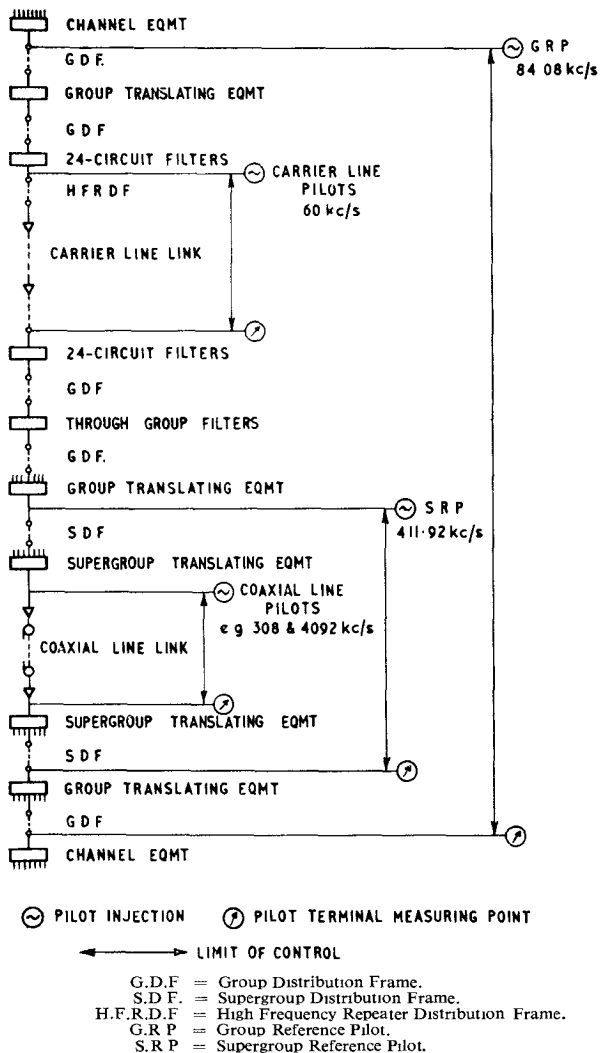 CHANNEL EQMT
G D F.
G R P
84 08 kc/s
GROUP TRANSLATING EQMT
G D F
24-CIRCUIT FILTERS
H F R D F
CARRIER LINE
PILOTS
60 kc/s
CARRIER LINE LINK
24-CIRCUIT FILTERS
G D F
THROUGH GROUP FILTERS
G D F.
GROUP TRANSLATING EQMT
S D F
S R P
411·92 kc/s
SUPERGROUP TRANSLATING EQMT
COAXIAL LINE
PILOTS
e g 308 & 4092 kc/s
COAXIAL LINE LINK
SUPERGROUP TRANSLATING EQMT
S D F
GROUP TRANSLATING EQMT
G D F
CHANNEL EQMT
PILOT INJECTION
PILOT TERMINAL MEASURING POINT
LIMIT OF CONTROL
G.D.F = Group Distribution Frame.
S.D F. = Supergroup Distribution Frame.
H.F.R.D.F = High Frequency Repeater Distribution Frame.
G.R P = Group Reference Pilot.
S.R P = Supergroup Reference Pilot.